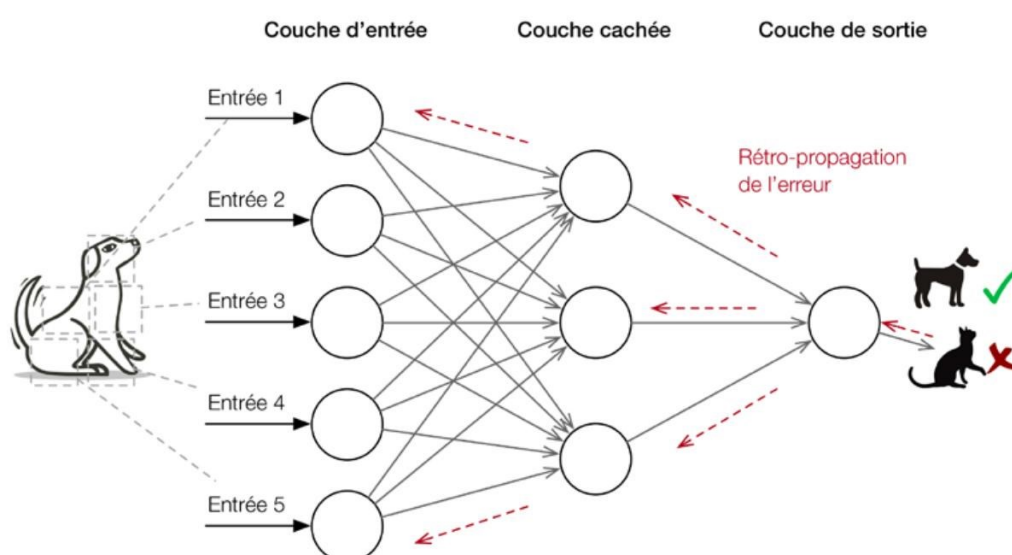 Couche d'entrée
Couche cachée
Couche de sortie
Entrée 1
Entrée 2
Entrée 3
Entrée 4
Entrée 5
Rétro-propagation
de l'erreur